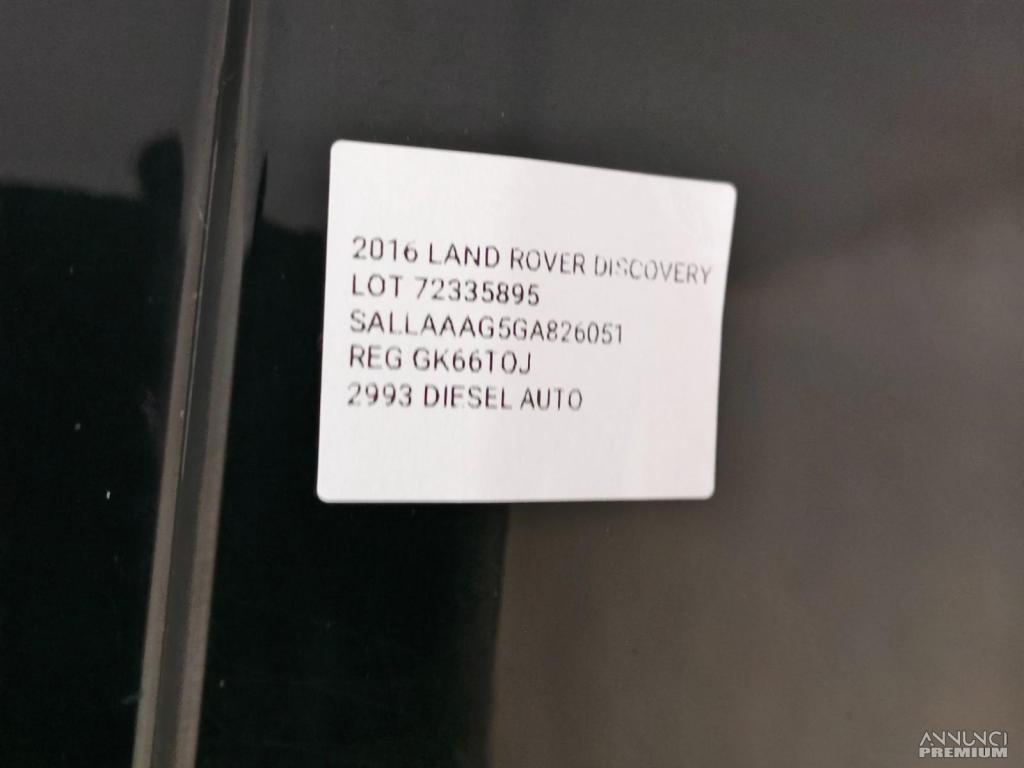 2016 LAND ROVER DISCOVERY
LOT 72335895
SALLAAAG5GA826051
REG GK66TOJ
2993 DIESEL AUTO
ANNUNCI
PREMIUM